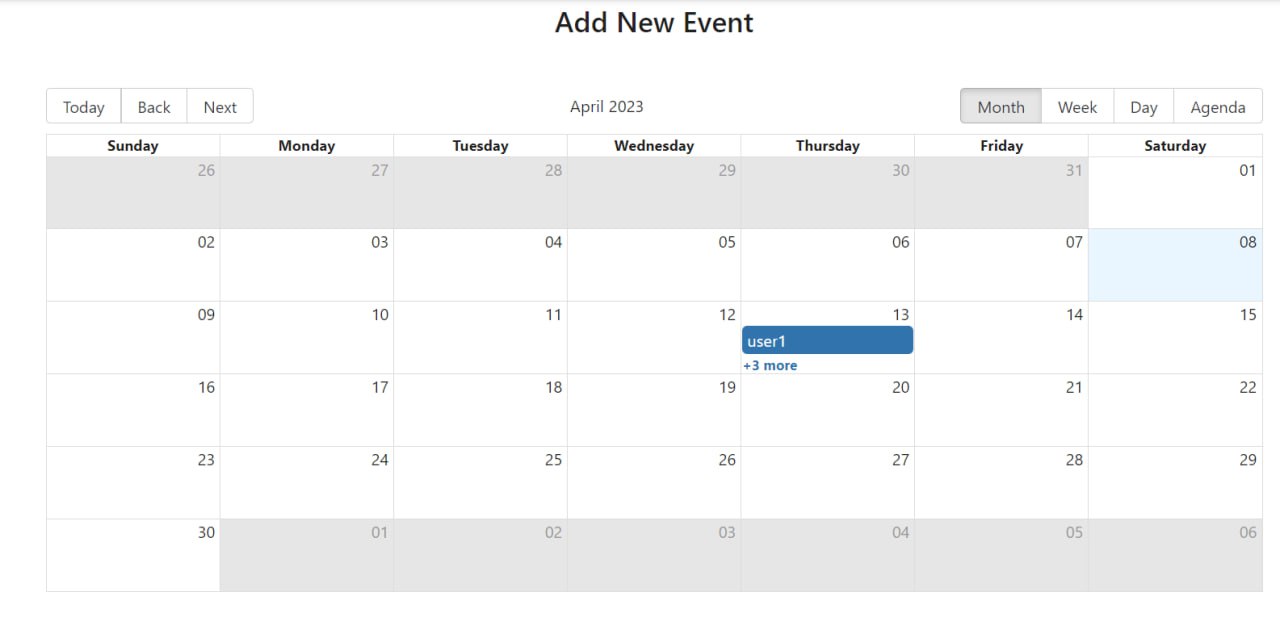 Add New Event
Today Back Next April 2023 Month Week Day Agenda
Sunday Monday Tuesday Wednesday Thursday Friday Saturday
26 27 28 29 30 31 01
02 03 04 05 06 07 08
09 10 11 12 13 14 15
user1
+3 more
16 17 18 19 20 21 22
23 24 25 26 27 28 29
30 01 02 03 04 05 06